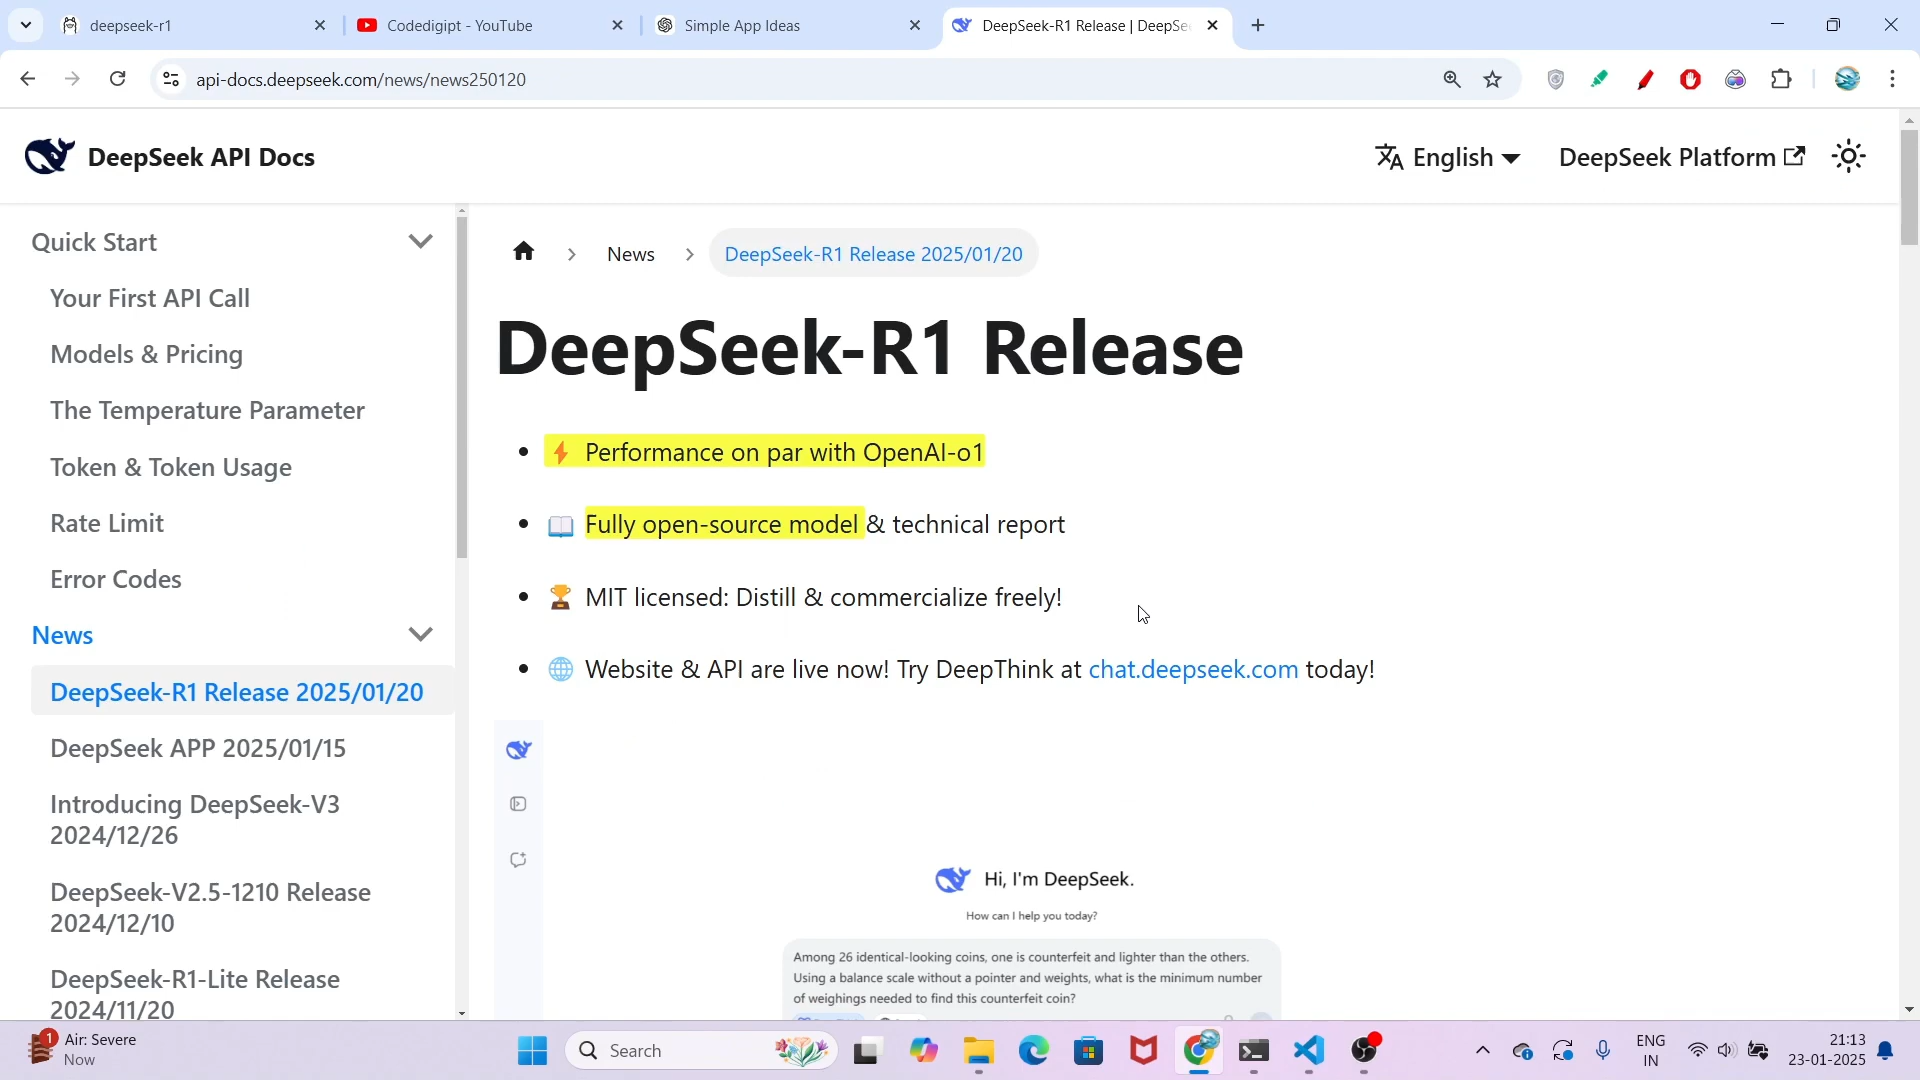 deepseek-r1
Codedigipt - YouTube
Simple App Ideas
DeepSeek-R1 Release | DeepSe
api-docs.deepseek.com/news/news250120
DeepSeek API Docs
English
DeepSeek Platform
Quick Start
Your First API Call
Models & Pricing
The Temperature Parameter
Token & Token Usage
Rate Limit
Error Codes
News
DeepSeek-R1 Release 2025/01/20
DeepSeek APP 2025/01/15
Introducing DeepSeek-V3
2024/12/26
DeepSeek-V2.5-1210 Release
2024/12/10
DeepSeek-R1-Lite Release
2024/11/20
News
DeepSeek-R1 Release 2025/01/20
DeepSeek-R1 Release
⚡ Performance on par with OpenAI-o1
📖 Fully open-source model & technical report
🏆 MIT licensed: Distill & commercialize freely!
🌐 Website & API are live now! Try DeepThink at chat.deepseek.com today!
Hi, I'm DeepSeek.
How can I help you today?
Among 26 identical-looking coins, one is counterfeit and lighter than the others.
Using a balance scale without a pointer and weights, what is the minimum number
of weighings needed to find this counterfeit coin?
1
Air: Severe
Now
Search
ENG
IN
21:13
23-01-2025